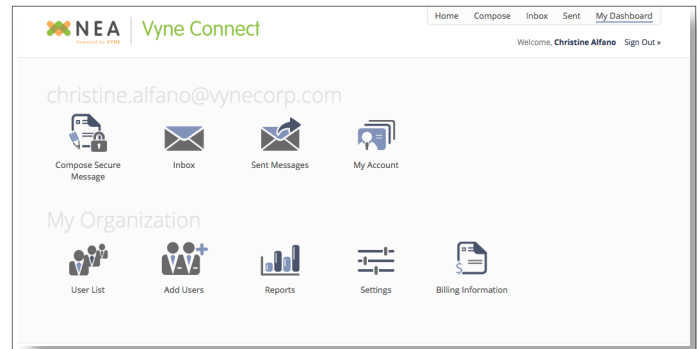 Home Compose Inbox Sent My Dashboard
NEA
Powered by VYNE
Vyne Connect
Welcome, Christine Alfano Sign Out »
christine.alfano@vynecorp.com
Compose Secure
Message
Inbox
Sent Messages
My Account
My Organization
User List
Add Users
Reports
Settings
Billing Information